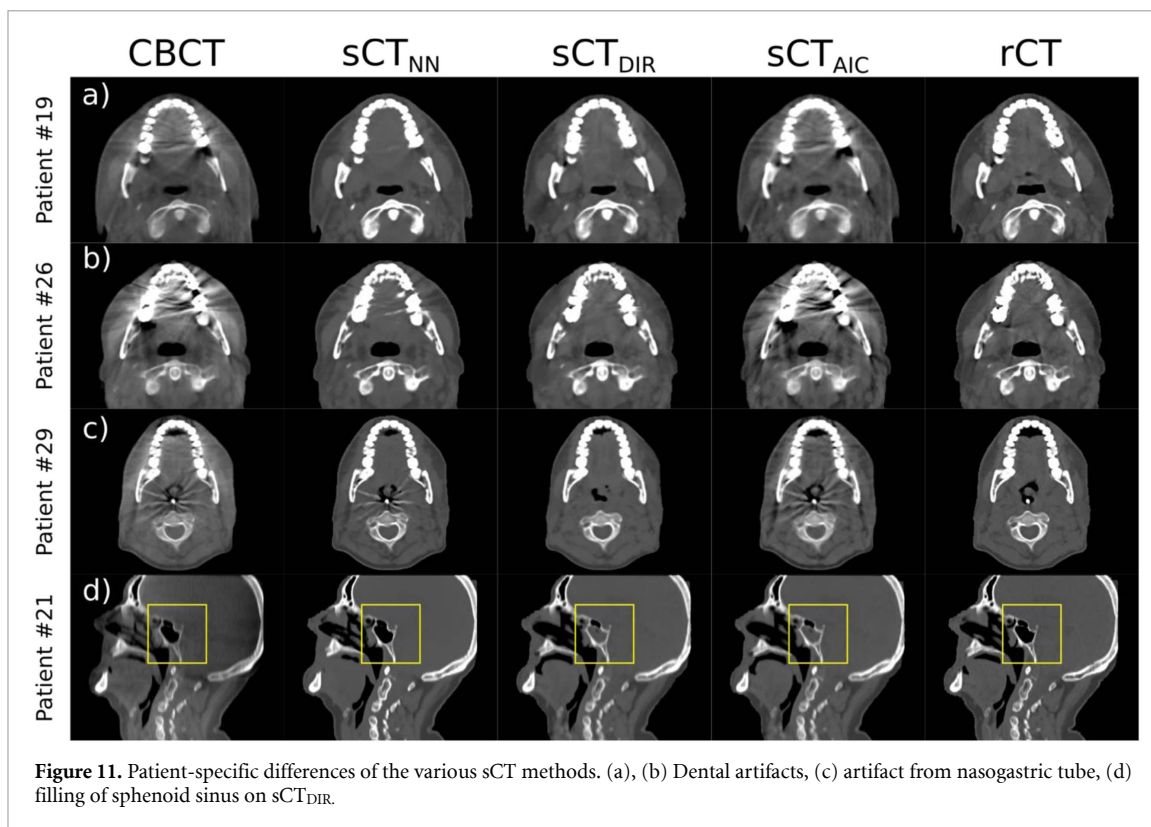 CBCT sCT_NN sCT_DIR sCT_AIC rCT
Patient #19
a)
Patient #26
b)
Patient #29
c)
Patient #21
d)
Figure 11. Patient-specific differences of the various sCT methods. (a), (b) Dental artifacts, (c) artifact from nasogastric tube, (d)
filling of sphenoid sinus on sCT_DIR.